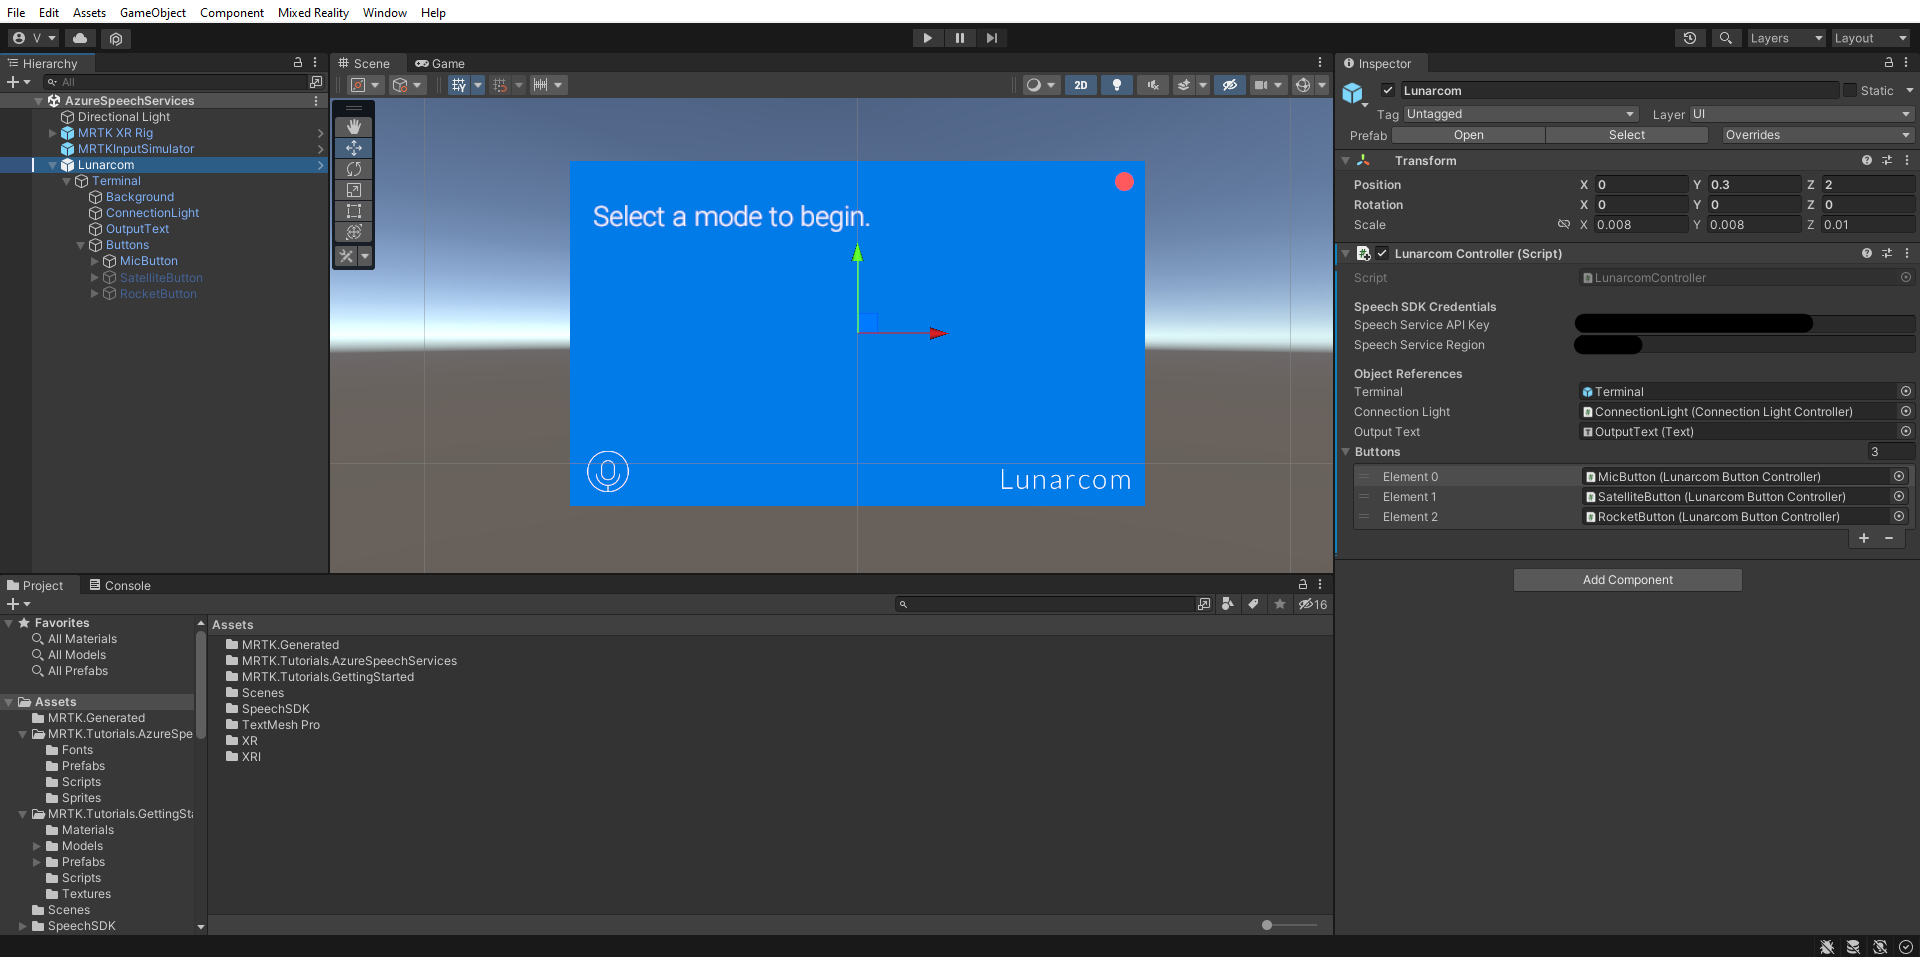 File Edit Assets GameObject Component Mixed Reality Window Help
V
Layers Layout
Hierarchy
All
AzureSpeechServices
Directional Light
MRTK XR Rig
MRTKInputSimulator
Lunarcom
Terminal
Background
ConnectionLight
OutputText
Buttons
MicButton
SatelliteButton
RocketButton
Scene Game
2D
Select a mode to begin.
Lunarcom
Inspector
Lunarcom Static
Tag Untagged Layer UI
Prefab Open Select Overrides
Transform
Position X 0 Y 0.3 Z 2
Rotation X 0 Y 0 Z 0
Scale X 0.008 Y 0.008 Z 0.01
Lunarcom Controller (Script)
Script LunarcomController
Speech SDK Credentials
Speech Service API Key
Speech Service Region
Object References
Terminal Terminal
Connection Light ConnectionLight (Connection Light Controller)
Output Text OutputText (Text)
Buttons 3
Element 0 MicButton (Lunarcom Button Controller)
Element 1 SatelliteButton (Lunarcom Button Controller)
Element 2 RocketButton (Lunarcom Button Controller)
Add Component
Project Console
16
Favorites
All Materials
All Models
All Prefabs
Assets
MRTK.Generated
MRTK.Tutorials.AzureSpe
Fonts
Prefabs
Scripts
Sprites
MRTK.Tutorials.GettingSta
Materials
Models
Prefabs
Scripts
Textures
Scenes
SpeechSDK
Assets
MRTK.Generated
MRTK.Tutorials.AzureSpeechServices
MRTK.Tutorials.GettingStarted
Scenes
SpeechSDK
TextMesh Pro
XR
XRI